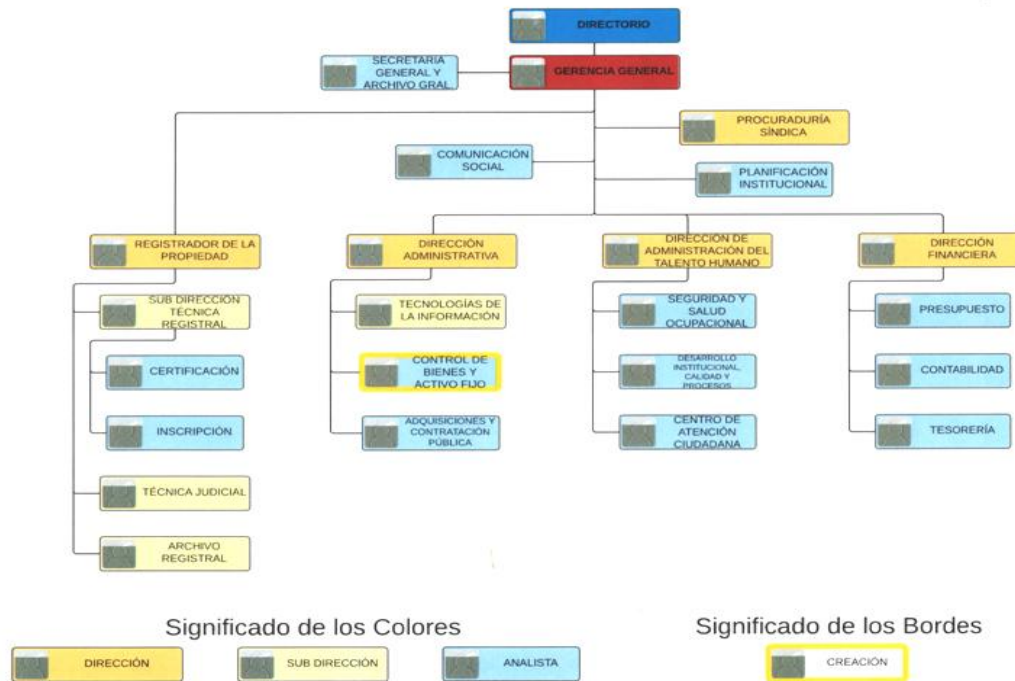 DIRECTORIO
SECRETARIA
GENERAL Y
ARCHIVO GRAL
GERENCIA GENERAL
PROCURADURÍA
SÍNDICA
COMUNICACIÓN
SOCIAL
PLANIFICACIÓN
INSTITUCIONAL
REGISTRADOR DE LA
PROPIEDAD
DIRECCIÓN
ADMINISTRATIVA
DIRECCIÓN DE
ADMINISTRACIÓN DEL
TALENTO HUMANO
DIRECCIÓN
FINANCIERA
SUB DIRECCIÓN
TÉCNICA
REGISTRAL
TECNOLOGÍAS DE
LA INFORMACIÓN
SEGURIDAD Y
SALUD
OCUPACIONAL
PRESUPUESTO
CERTIFICACIÓN
CONTROL DE
BIENES Y
ACTIVO FIJO
DESARROLLO
INSTITUCIONAL,
CALIDAD Y
PROCESOS
CONTABILIDAD
INSCRIPCIÓN
ADQUISICIONES Y
CONTRATACIÓN
PÚBLICA
CENTRO DE
ATENCIÓN
CIUDADANA
TESORERÍA
TÉCNICA JUDICIAL
ARCHIVO
REGISTRAL
Significado de los Colores
Significado de los Bordes
DIRECCIÓN
SUB DIRECCIÓN
ANALISTA
CREACIÓN